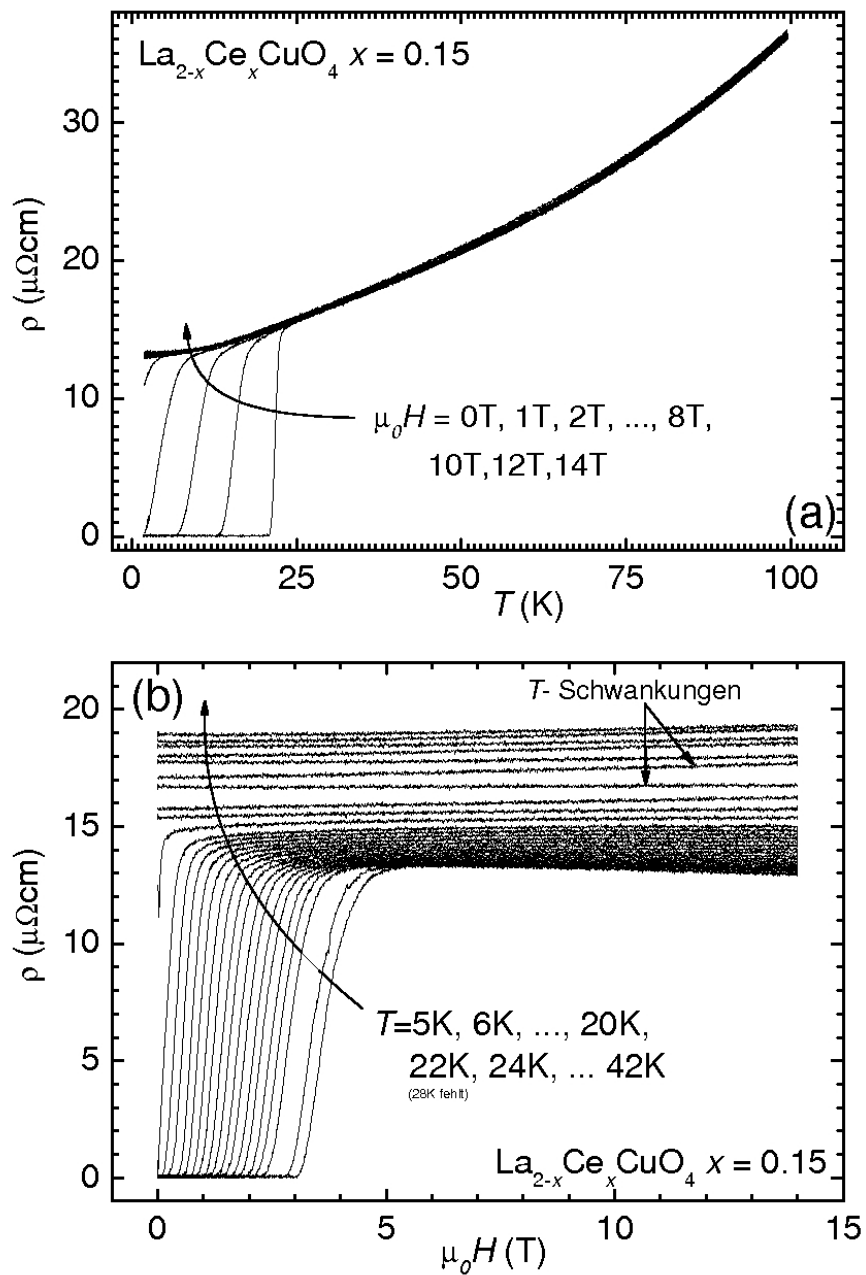 La₂₋ₓCeₓCuO₄ x = 0.15
30
20
10
0
ρ (μΩcm)
μ₀H = 0T, 1T, 2T, ..., 8T,
10T,12T,14T
(a)
0 25 50 75 100
T (K)
(b)
T- Schwankungen
20
15
10
5
0
ρ (μΩcm)
T=5K, 6K, ..., 20K,
22K, 24K, ... 42K
(28K fehlt)
La₂₋ₓCeₓCuO₄ x = 0.15
0 5 10 15
μ₀H (T)